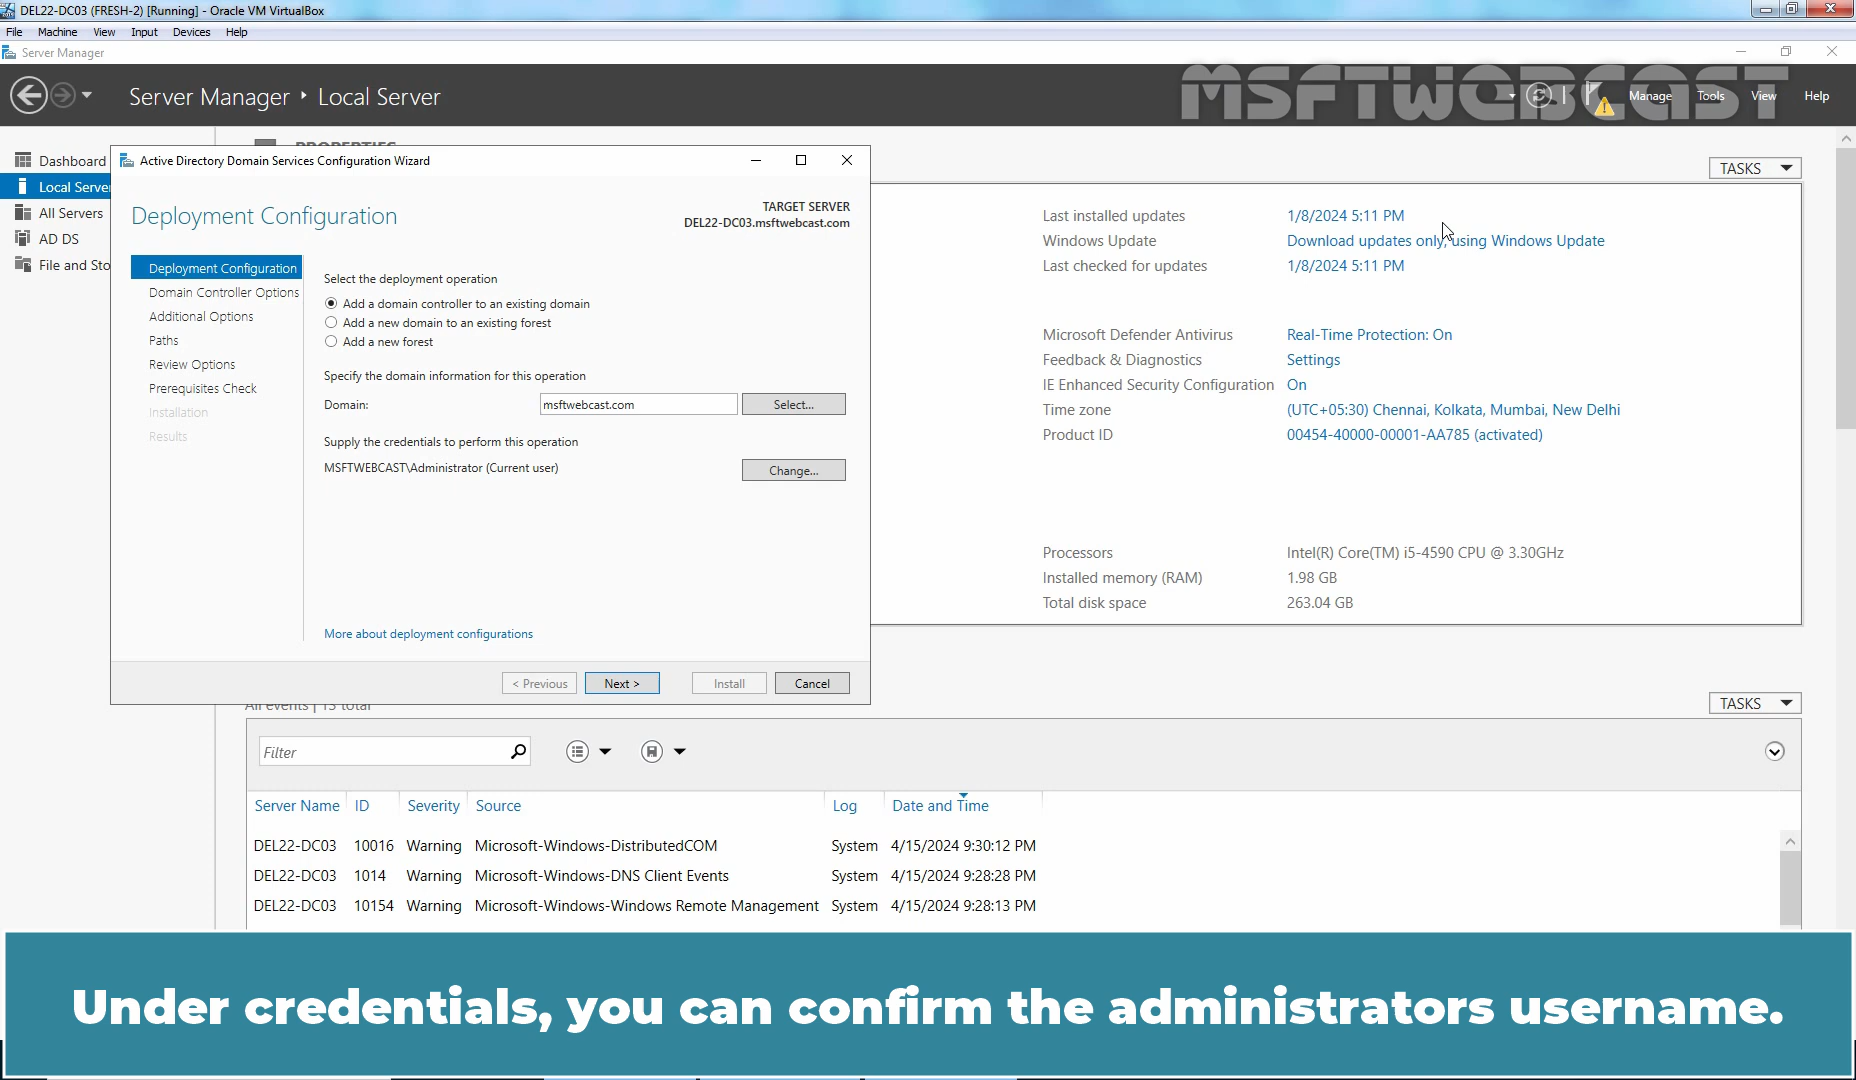 DEL22-DC03 (FRESH-2) [Running] - Oracle VM VirtualBox
File Machine View Input Devices Help
Server Manager
Server Manager ‣ Local Server
MSFTWEBCAST
Manage Tools View Help
Dashboard
Local Server
All Servers
AD DS
File and Sto
PROPERTIES
TASKS
Active Directory Domain Services Configuration Wizard
Deployment Configuration
TARGET SERVER
DEL22-DC03.msftwebcast.com
Deployment Configuration
Domain Controller Options
Additional Options
Paths
Review Options
Prerequisites Check
Installation
Results
Select the deployment operation
Add a domain controller to an existing domain
Add a new domain to an existing forest
Add a new forest
Specify the domain information for this operation
Domain: msftwebcast.com Select...
Supply the credentials to perform this operation
MSFTWEBCAST\Administrator (Current user) Change...
More about deployment configurations
< Previous Next > Install Cancel
Last installed updates 1/8/2024 5:11 PM
Windows Update Download updates only, using Windows Update
Last checked for updates 1/8/2024 5:11 PM
Microsoft Defender Antivirus Real-Time Protection: On
Feedback & Diagnostics Settings
IE Enhanced Security Configuration On
Time zone (UTC+05:30) Chennai, Kolkata, Mumbai, New Delhi
Product ID 00454-40000-00001-AA785 (activated)
Processors Intel(R) Core(TM) i5-4590 CPU @ 3.30GHz
Installed memory (RAM) 1.98 GB
Total disk space 263.04 GB
All events | 13 total
TASKS
Filter
Server Name ID Severity Source Log Date and Time
DEL22-DC03 10016 Warning Microsoft-Windows-DistributedCOM System 4/15/2024 9:30:12 PM
DEL22-DC03 1014 Warning Microsoft-Windows-DNS Client Events System 4/15/2024 9:28:28 PM
DEL22-DC03 10154 Warning Microsoft-Windows-Windows Remote Management System 4/15/2024 9:28:13 PM
Under credentials, you can confirm the administrators username.